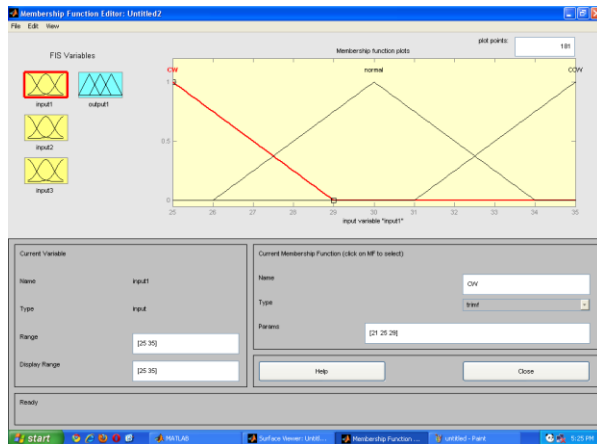 Membership Function Editor: Untitled2
File Edit View
FIS Variables
plot points:
181
Membership function plots
CW
normal
CCW
1
0.5
0
25 26 27 28 29 30 31 32 33 34 35
input variable "input1"
input1
output1
input2
input3
Current Variable
Name
input1
Type
input
Range
[25 35]
Display Range
[25 35]
Current Membership Function (click on MF to select)
Name
CW
Type
trimf
Params
[21 25 29]
Help
Close
Ready
start
MATLAB
Surface Viewer: Untitl...
Membership Function ...
untitled - Paint
5:25 PM